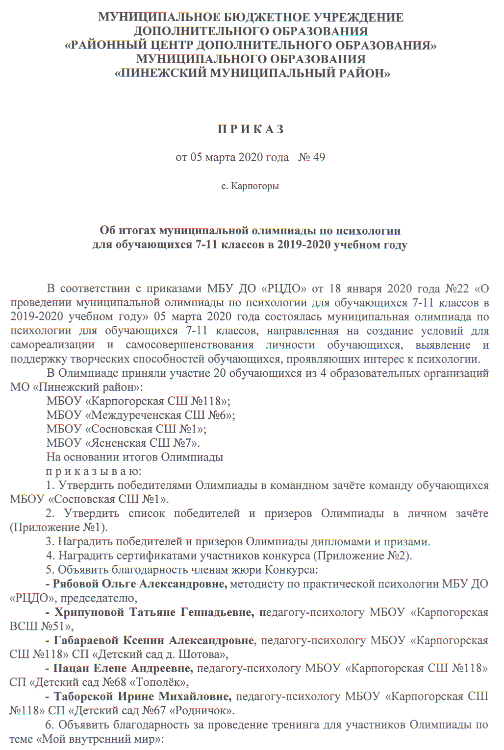 МУНИЦИПАЛЬНОЕ БЮДЖЕТНОЕ УЧРЕЖДЕНИЕ
ДОПОЛНИТЕЛЬНОГО ОБРАЗОВАНИЯ
«РАЙОННЫЙ ЦЕНТР ДОПОЛНИТЕЛЬНОГО ОБРАЗОВАНИЯ»
МУНИЦИПАЛЬНОГО ОБРАЗОВАНИЯ
«ПИНЕЖСКИЙ МУНИЦИПАЛЬНЫЙ РАЙОН»
П Р И К А З
от 05 марта 2020 года № 49
с. Карпогоры
Об итогах муниципальной олимпиады по психологии
для обучающихся 7-11 классов в 2019-2020 учебном году
В соответствии с приказами МБУ ДО «РЦДО» от 18 января 2020 года №22 «О
проведении муниципальной олимпиады по психологии для обучающихся 7-11 классов в
2019-2020 учебном году» 05 марта 2020 года состоялась муниципальная олимпиада по
психологии для обучающихся 7-11 классов, направленная на создание условий для
самореализации и самосовершенствования личности обучающихся, выявление и
поддержку творческих способностей обучающихся, проявляющих интерес к психологии.
В Олимпиаде приняли участие 20 обучающихся из 4 образовательных организаций
МО «Пинежский район»:
МБОУ «Карпогорская СШ №118»;
МБОУ «Междуреченская СШ №6»;
МБОУ «Сосновская СШ №1»;
МБОУ «Ясненская СШ №7».
На основании итогов Олимпиады
п р и к а з ы в а ю:
1. Утвердить победителями Олимпиады в командном зачёте команду обучающихся
МБОУ «Сосновская СШ №1».
2. Утвердить список победителей и призеров Олимпиады в личном зачёте
(Приложение №1).
3. Наградить победителей и призеров Олимпиады дипломами и призами.
4. Наградить сертификатами участников конкурса (Приложение №2).
5. Объявить благодарность членам жюри Конкурса:
- Рябовой Ольге Александровне, методисту по практической психологии МБУ ДО
«РЦДО», председателю,
- Хрипуновой Татьяне Геннадьевне, педагогу-психологу МБОУ «Карпогорская
ВСШ №51»,
- Габараевой Ксении Александровне, педагогу-психологу МБОУ «Карпогорская
СШ №118» СП «Детский сад д. Шотова»,
- Пацан Елене Андреевне, педагогу-психологу МБОУ «Карпогорская СШ №118»
СП «Детский сад №68 «Тополёк»,
- Таборской Ирине Михайловне, педагогу-психологу МБОУ «Карпогорская СШ
№118» СП «Детский сад №67 «Родничок».
6. Объявить благодарность за проведение тренинга для участников Олимпиады по
теме «Мой внутренний мир»: